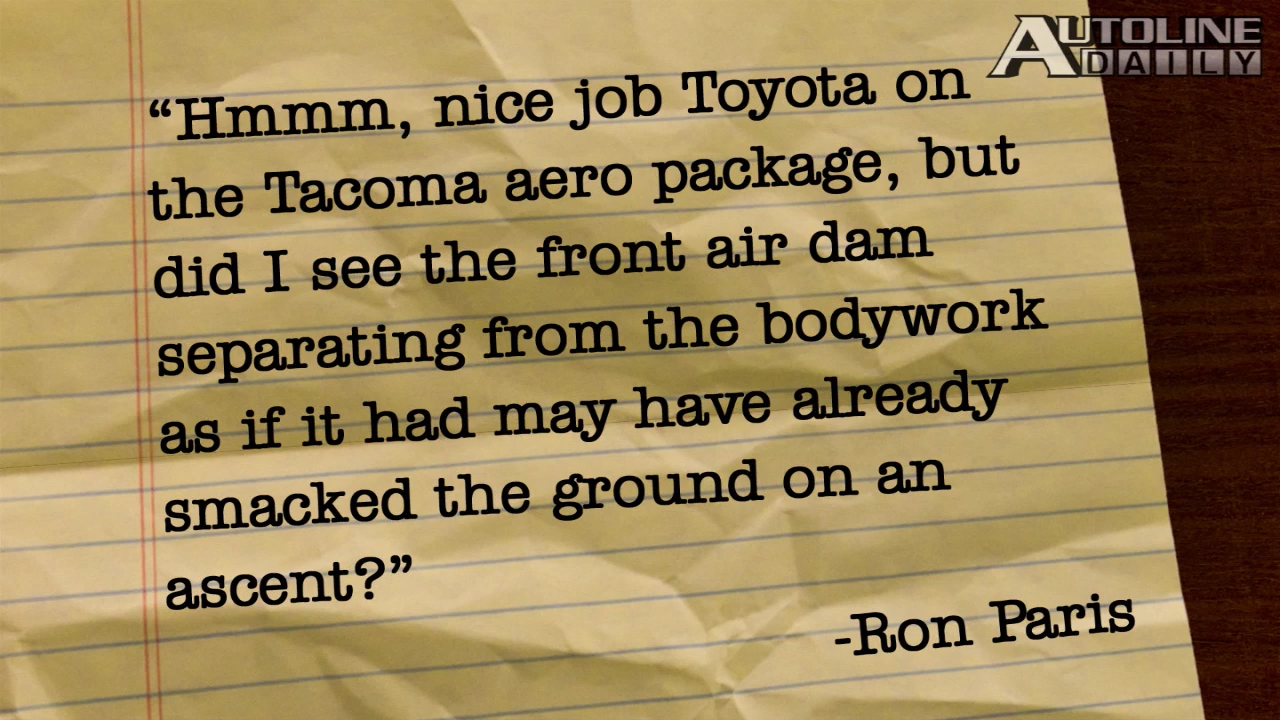 AUTOLINE
DAILY
“Hmmm, nice job Toyota on
the Tacoma aero package, but
did I see the front air dam
separating from the bodywork
as if it had may have already
smacked the ground on an
ascent?”
-Ron Paris